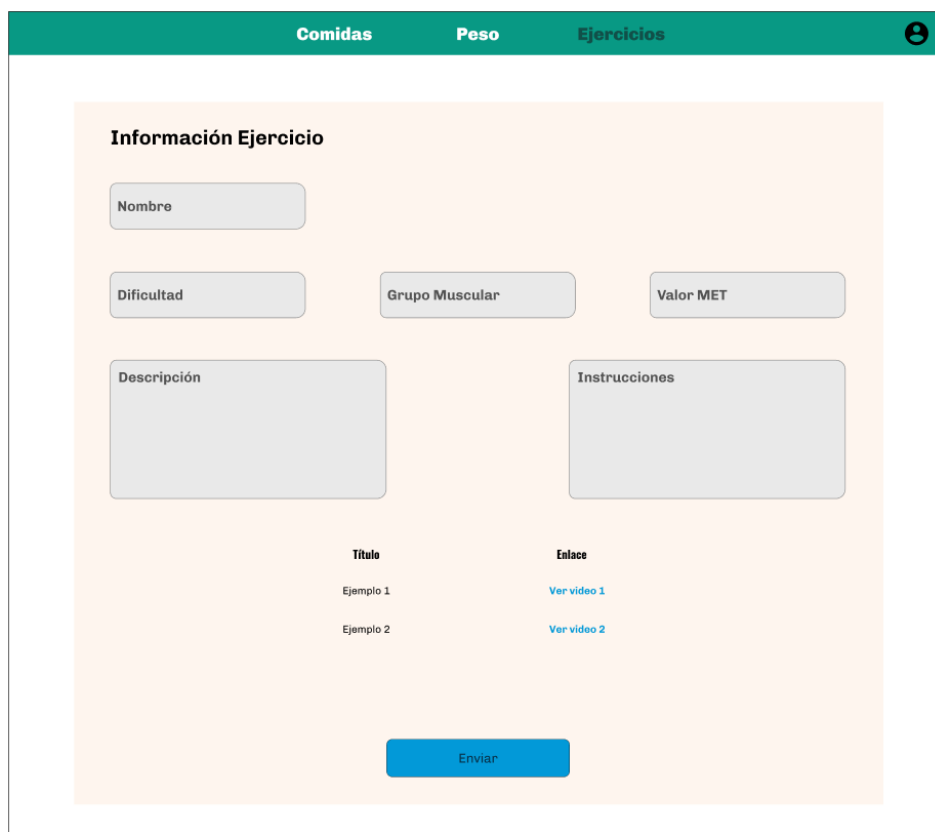 Comidas Peso Ejercicios
Información Ejercicio
Nombre
Dificultad Grupo Muscular Valor MET
Descripción Instrucciones
Título Enlace
Ejemplo 1 Ver video 1
Ejemplo 2 Ver video 2
Enviar